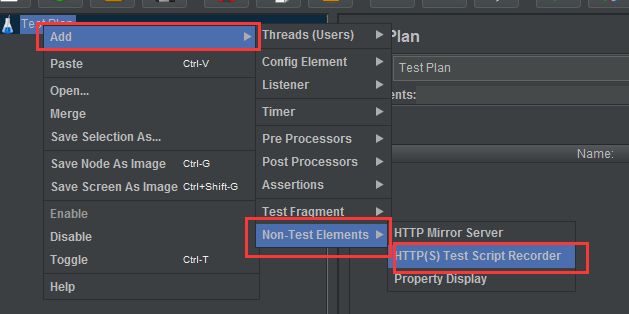 Test Plan
Add
Paste Ctrl-V
Open...
Merge
Save Selection As...
Save Node As Image Ctrl-G
Save Screen As Image Ctrl+Shift-G
Enable
Disable
Toggle Ctrl-T
Help
Threads (Users)
Config Element
Listener
Timer
Pre Processors
Post Processors
Assertions
Test Fragment
Non-Test Elements
HTTP Mirror Server
HTTP(S) Test Script Recorder
Property Display
Plan
Test Plan
nts:
Name: